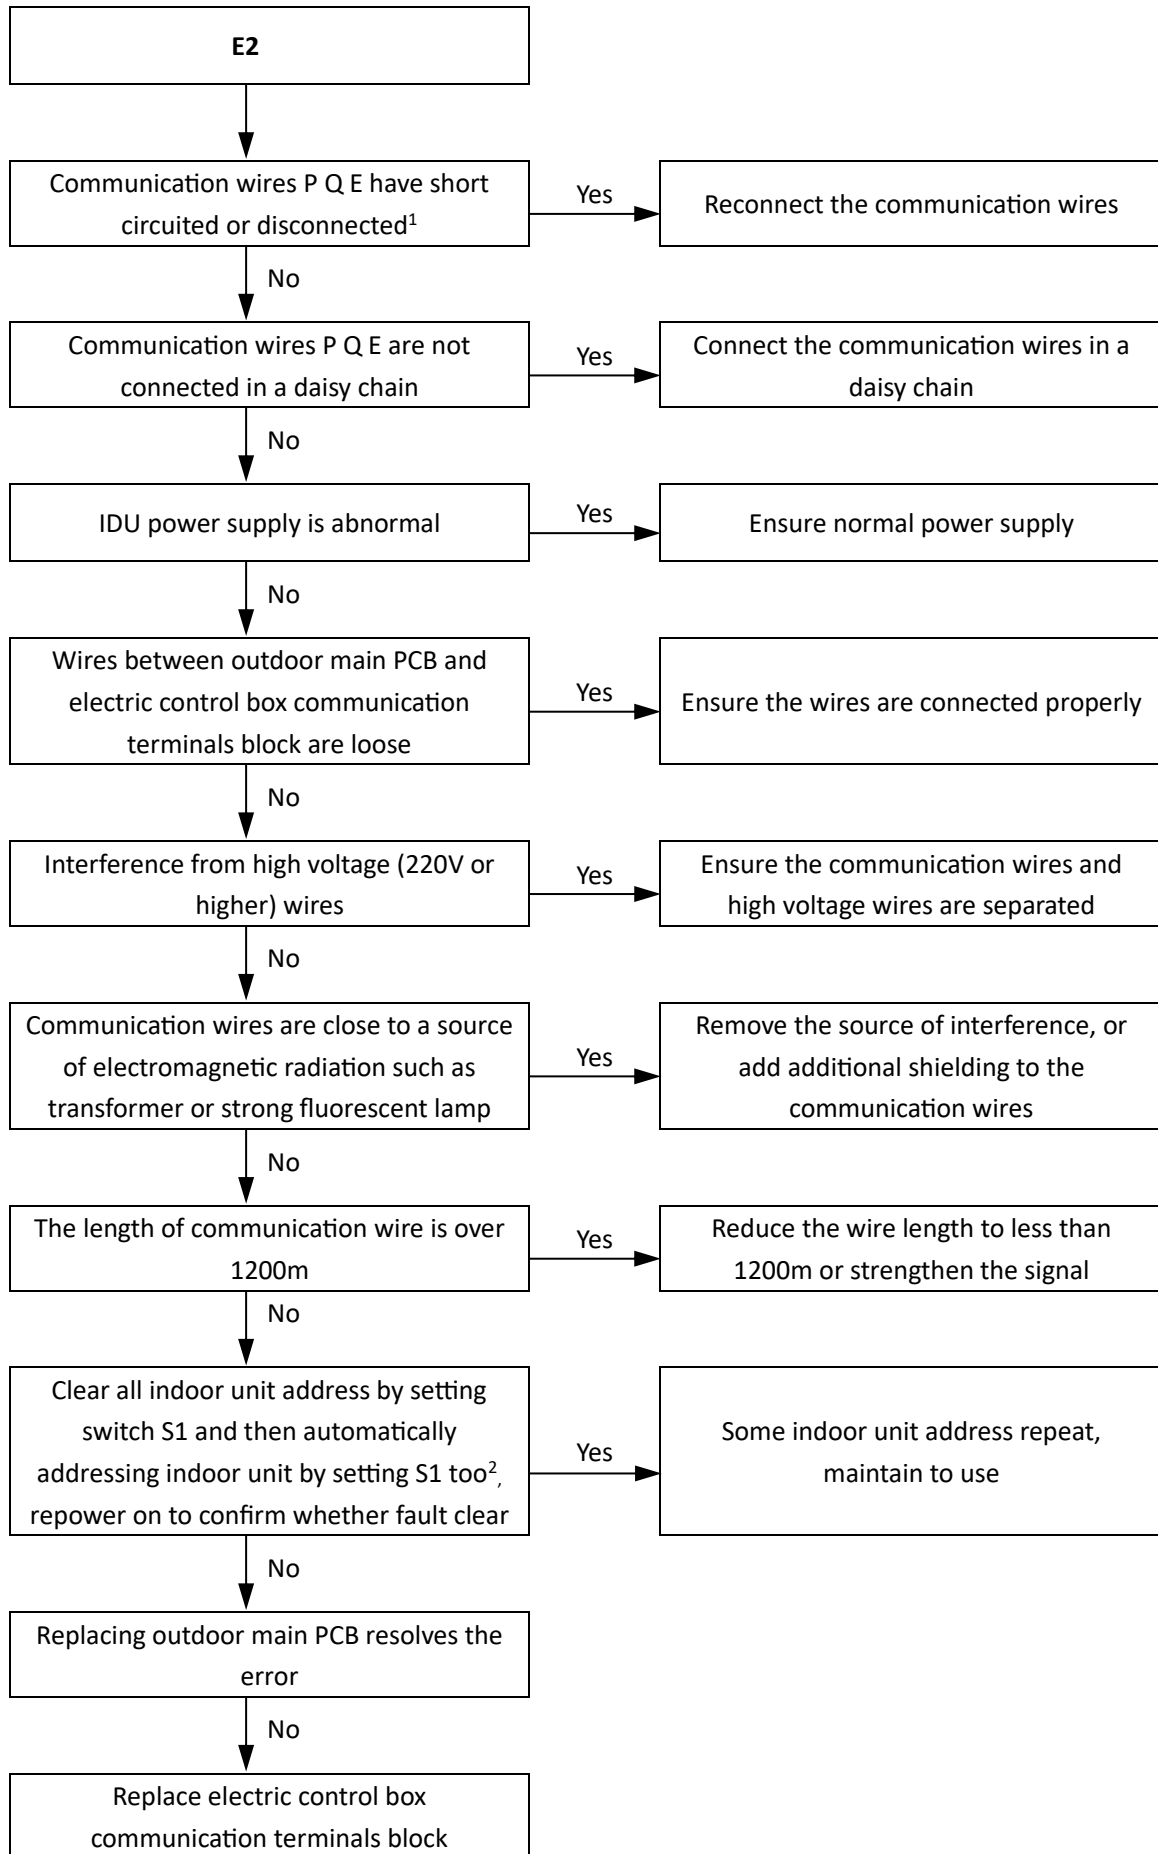 E2
Communication wires P Q E have short
circuited or disconnected1
Yes
Reconnect the communication wires
No
Communication wires P Q E are not
connected in a daisy chain
Yes
Connect the communication wires in a
daisy chain
No
IDU power supply is abnormal
Yes
Ensure normal power supply
No
Wires between outdoor main PCB and
electric control box communication
terminals block are loose
Yes
Ensure the wires are connected properly
No
Interference from high voltage (220V or
higher) wires
Yes
Ensure the communication wires and
high voltage wires are separated
No
Communication wires are close to a source
of electromagnetic radiation such as
transformer or strong fluorescent lamp
Yes
Remove the source of interference, or
add additional shielding to the
communication wires
No
The length of communication wire is over
1200m
Yes
Reduce the wire length to less than
1200m or strengthen the signal
No
Clear all indoor unit address by setting
switch S1 and then automatically
addressing indoor unit by setting S1 too2,
repower on to confirm whether fault clear
Yes
Some indoor unit address repeat,
maintain to use
No
Replacing outdoor main PCB resolves the
error
No
Replace electric control box
communication terminals block